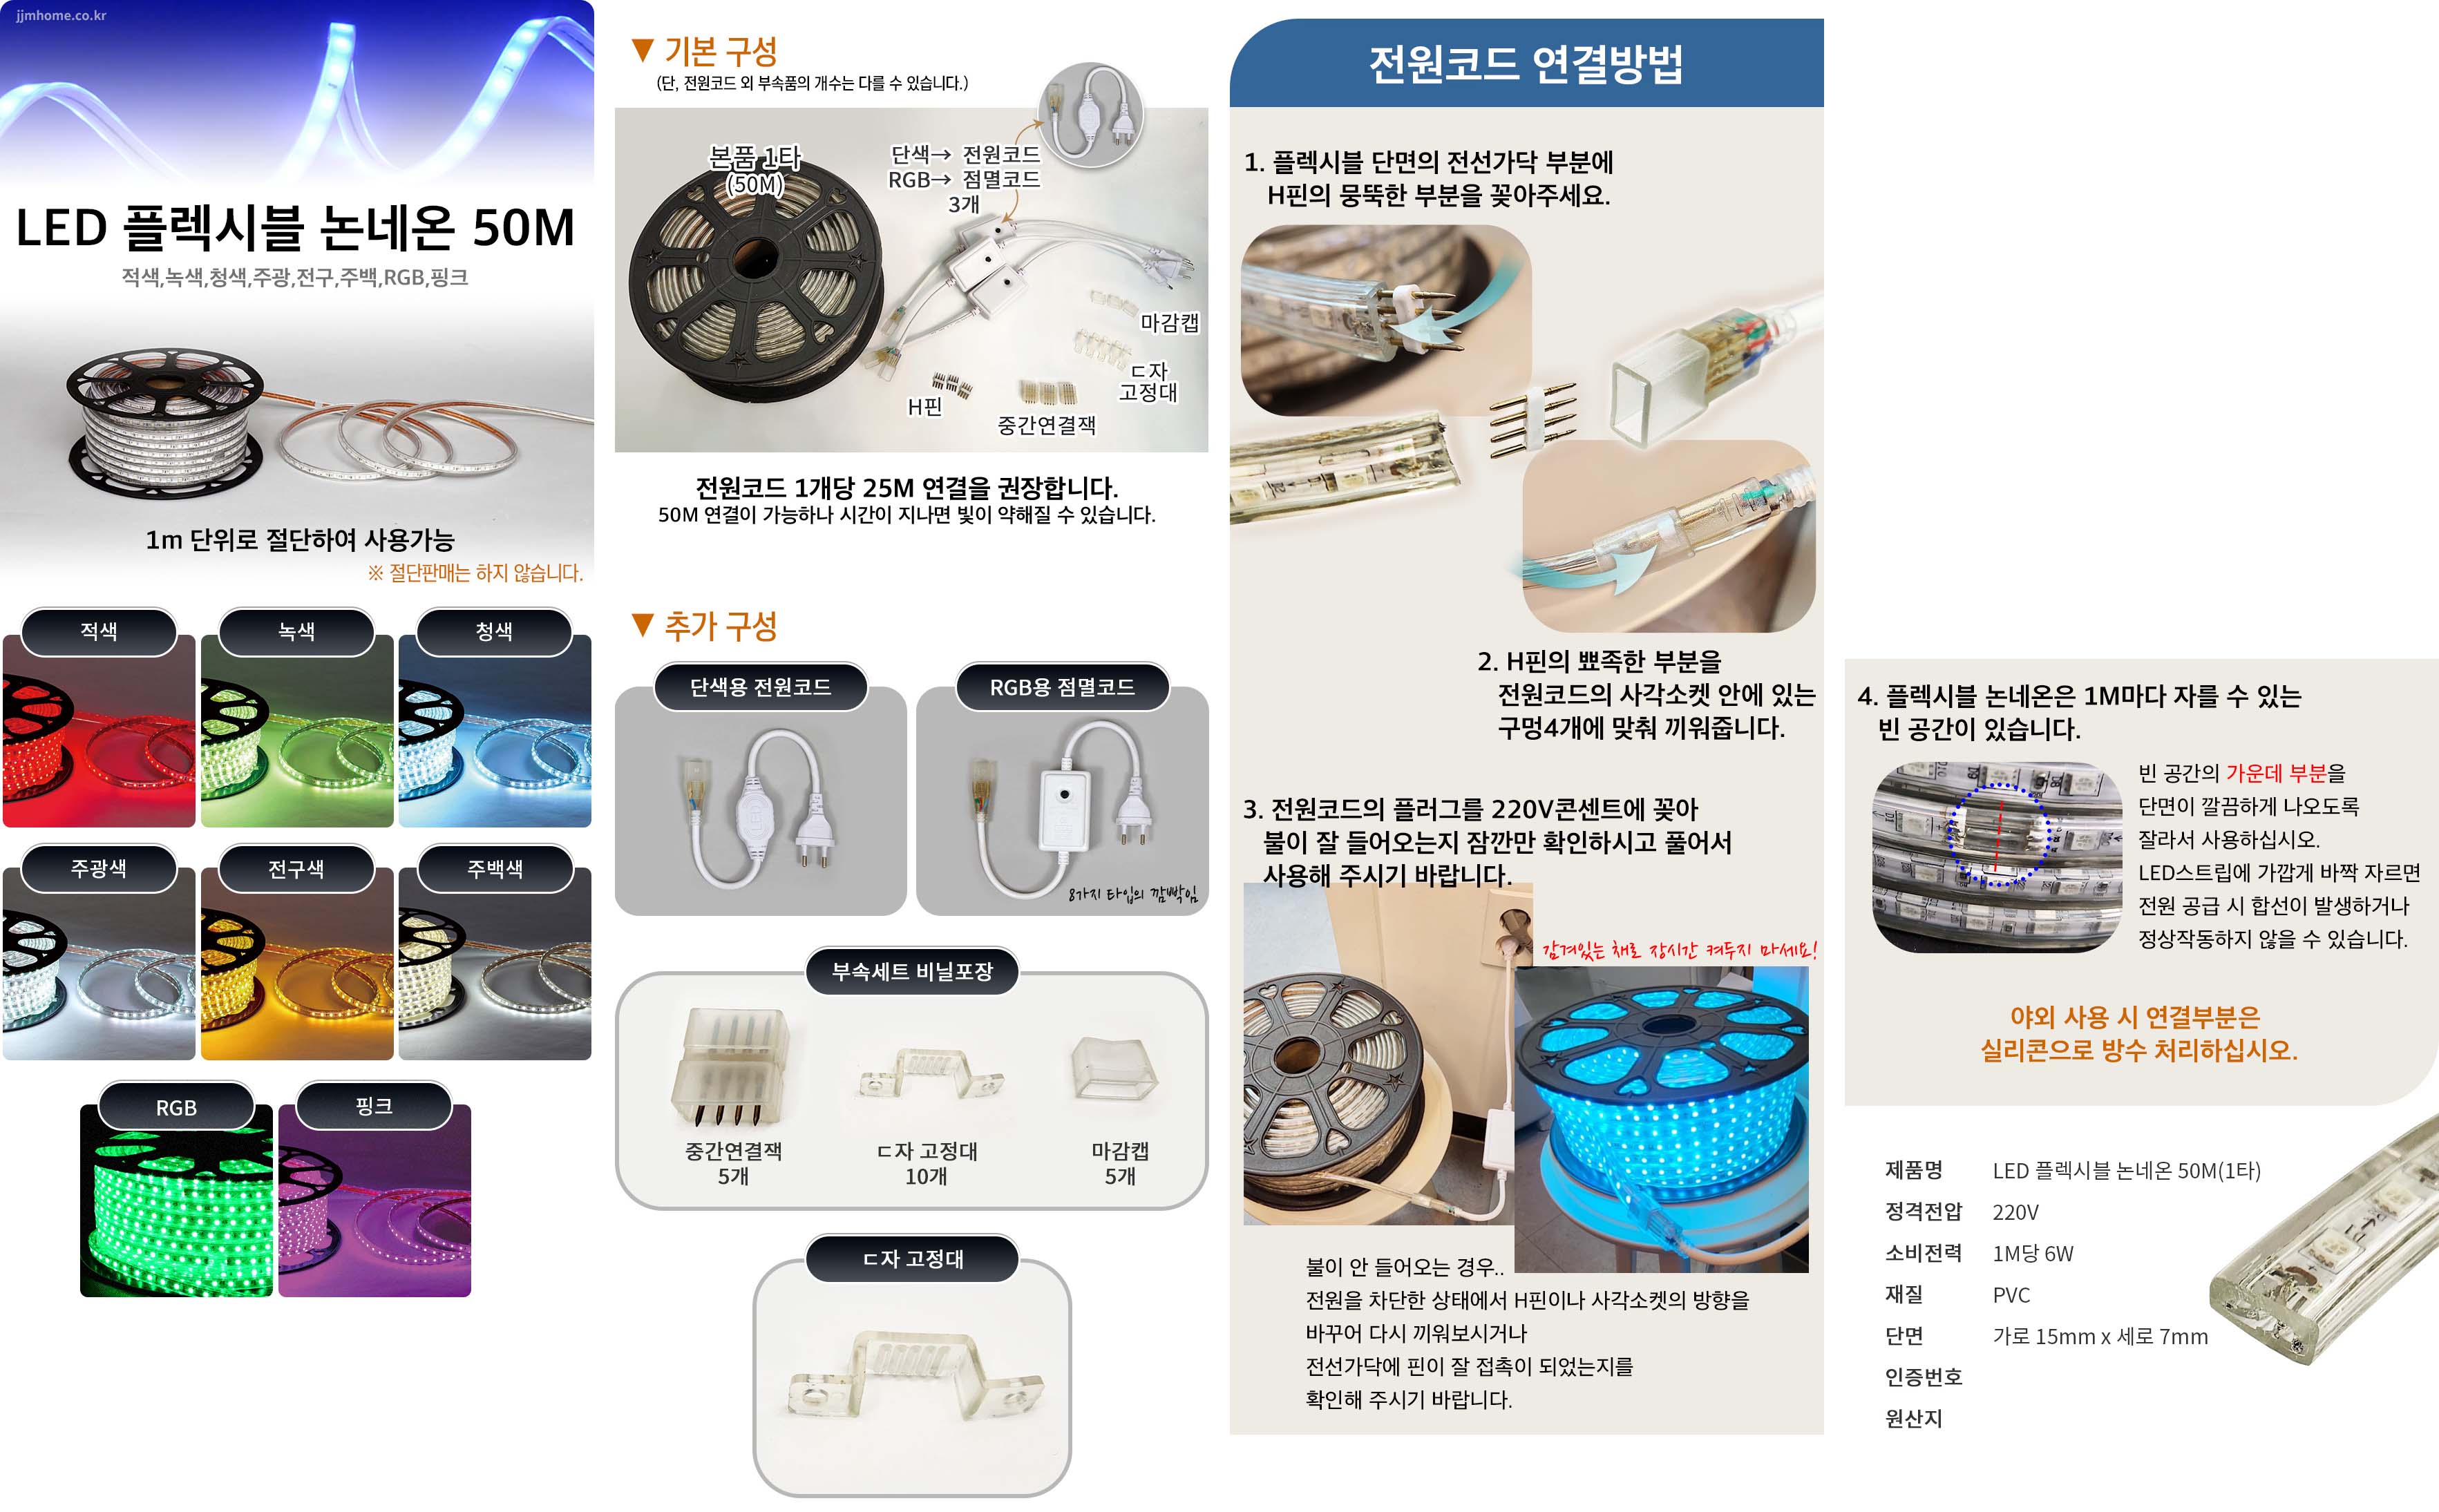 jjmhome.co.kr
LED 플렉시블 논네온 50M
적색,녹색,청색,주광,전구,주백,RGB,핑크
1m 단위로 절단하여 사용가능
※ 절단판매는 하지 않습니다.
적색
녹색
청색
주광색
전구색
주백색
RGB
핑크
▼ 기본 구성
(단, 전원코드 외 부속품의 개수는 다를 수 있습니다.)
본품 1타
(50M)
단색→ 전원코드
RGB→ 점멸코드
3개
마감캡
ㄷ자
고정대
H핀
중간연결잭
전원코드 1개당 25M 연결을 권장합니다.
50M 연결이 가능하나 시간이 지나면 빛이 약해질 수 있습니다.
▼ 추가 구성
단색용 전원코드
RGB용 점멸코드
8가지 타입의 깜빡임
부속세트 비닐포장
중간연결잭
5개
ㄷ자 고정대
10개
마감캡
5개
ㄷ자 고정대
전원코드 연결방법
1. 플렉시블 단면의 전선가닥 부분에
H핀의 뭉뚝한 부분을 꽂아주세요.
2. H핀의 뾰족한 부분을
전원코드의 사각소켓 안에 있는
구멍4개에 맞춰 끼워줍니다.
3. 전원코드의 플러그를 220V콘센트에 꽂아
불이 잘 들어오는지 잠깐만 확인하시고 풀어서
사용해 주시기 바랍니다.
감겨있는 채로 장시간 켜두지 마세요!
불이 안 들어오는 경우..
전원을 차단한 상태에서 H핀이나 사각소켓의 방향을
바꾸어 다시 끼워보시거나
전선가닥에 핀이 잘 접촉이 되었는지를
확인해 주시기 바랍니다.
4. 플렉시블 논네온은 1M마다 자를 수 있는
빈 공간이 있습니다.
빈 공간의 가운데 부분을
단면이 깔끔하게 나오도록
잘라서 사용하십시오.
LED스트립에 가깝게 바짝 자르면
전원 공급 시 합선이 발생하거나
정상작동하지 않을 수 있습니다.
야외 사용 시 연결부분은
실리콘으로 방수 처리하십시오.
제품명 LED 플렉시블 논네온 50M(1타)
정격전압 220V
소비전력 1M당 6W
재질 PVC
단면 가로 15mm x 세로 7mm
인증번호
원산지